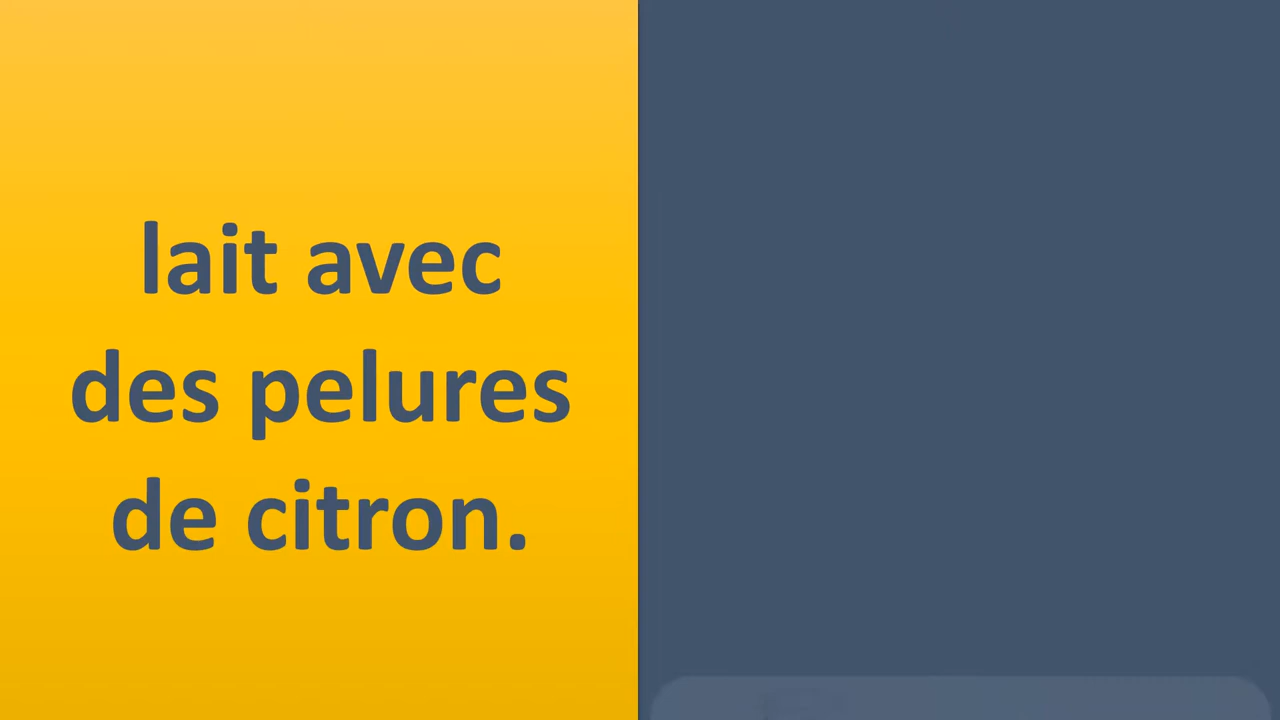 lait avec
des pelures
de citron.